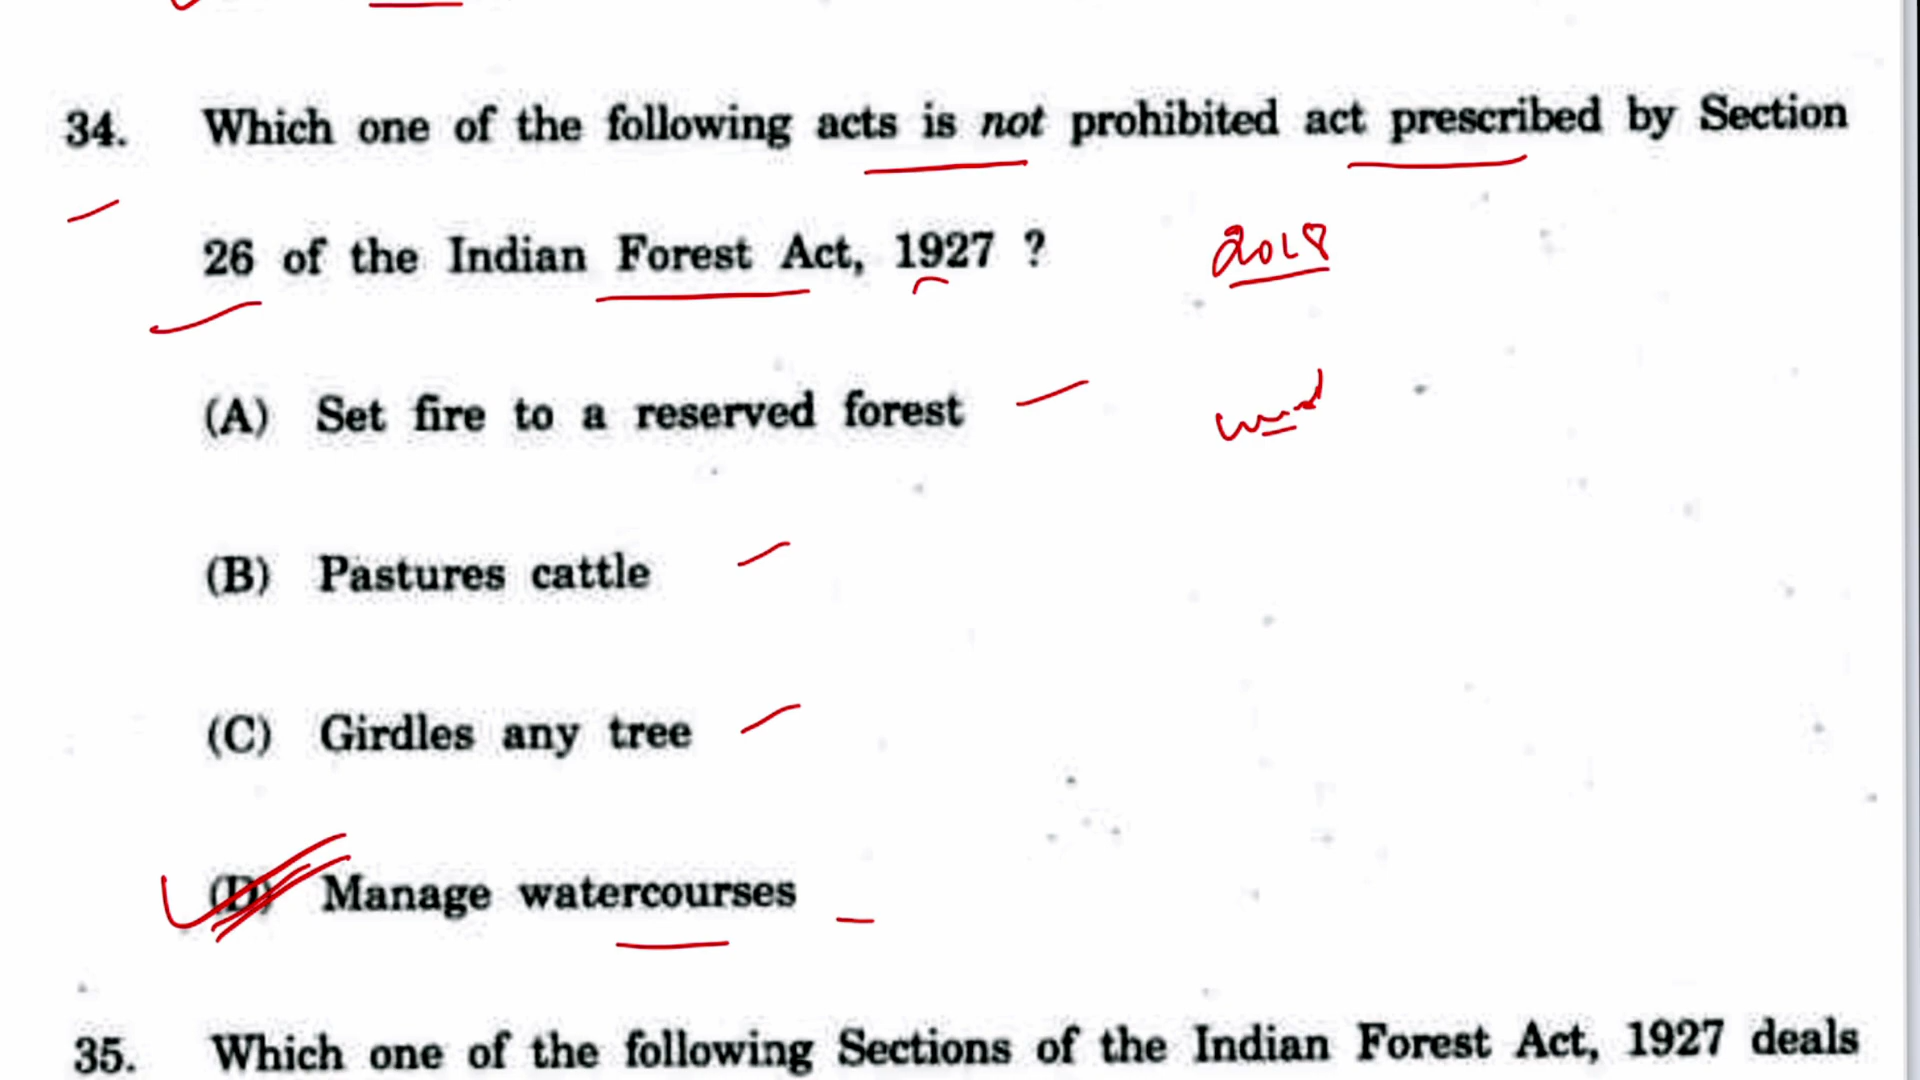 34. Which one of the following acts is not prohibited act prescribed by Section
26 of the Indian Forest Act, 1927 ?
2018
(A) Set fire to a reserved forest
(B) Pastures cattle
(C) Girdles any tree
(D) Manage watercourses
35. Which one of the following Sections of the Indian Forest Act, 1927 deals